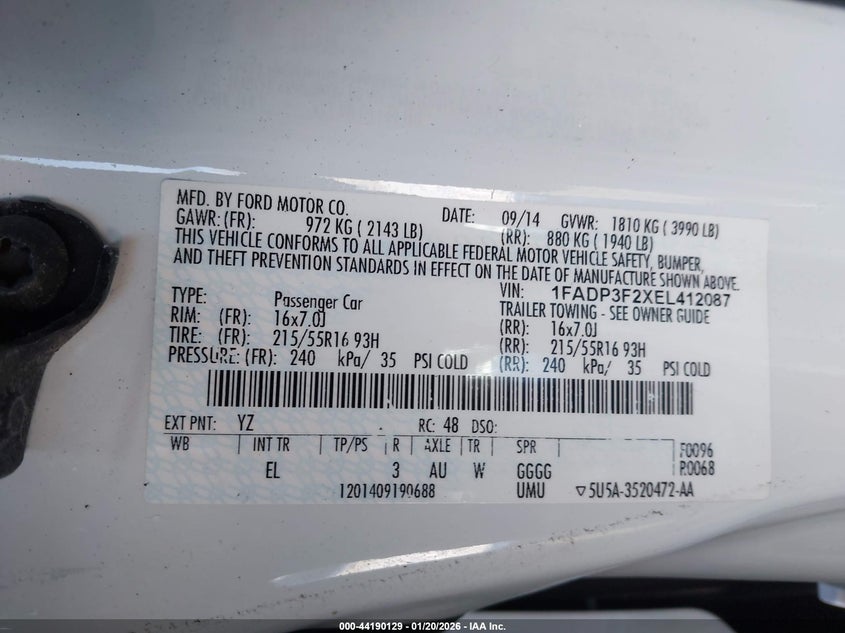 MFD. BY FORD MOTOR CO. DATE: 09/14 GVWR: 1810 KG ( 3990 LB)
GAWR: (FR): 972 KG ( 2143 LB) (RR): 880 KG ( 1940 LB)
THIS VEHICLE CONFORMS TO ALL APPLICABLE FEDERAL MOTOR VEHICLE SAFETY, BUMPER,
AND THEFT PREVENTION STANDARDS IN EFFECT ON THE DATE OF MANUFACTURE SHOWN ABOVE.
VIN: 1FADP3F2XEL412087
TYPE: Passenger Car TRAILER TOWING - SEE OWNER GUIDE
RIM: (FR): 16x7.0J (RR): 16x7.0J
TIRE: (FR): 215/55R16 93H (RR): 215/55R16 93H
PRESSURE: (FR): 240 kPa/ 35 PSI COLD (RR): 240 kPa/ 35 PSI COLD
EXT PNT: YZ RC: 48 DSO:
WB INT TR TP/PS R AXLE TR SPR F0096
EL 3 AU W GGGG R0068
1201409190688 UMU ▽5U5A-3520472-AA
000-44190129 - 01/20/2026 - IAA Inc.